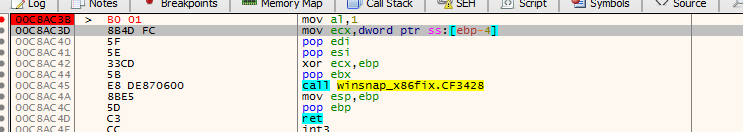 Log Notes Breakpoints Memory Map Call Stack SEH Script Symbols Source
00C8AC3B > B0 01 mov al,1
00C8AC3D 8B4D FC mov ecx,dword ptr ss:[ebp-4]
00C8AC40 5F pop edi
00C8AC41 5E pop esi
00C8AC42 33CD xor ecx,ebp
00C8AC44 5B pop ebx
00C8AC45 E8 DE870600 call winsnap_x86fix.CF3428
00C8AC4A 8BE5 mov esp,ebp
00C8AC4C 5D pop ebp
00C8AC4D C3 ret
00C8AC4E CC int3